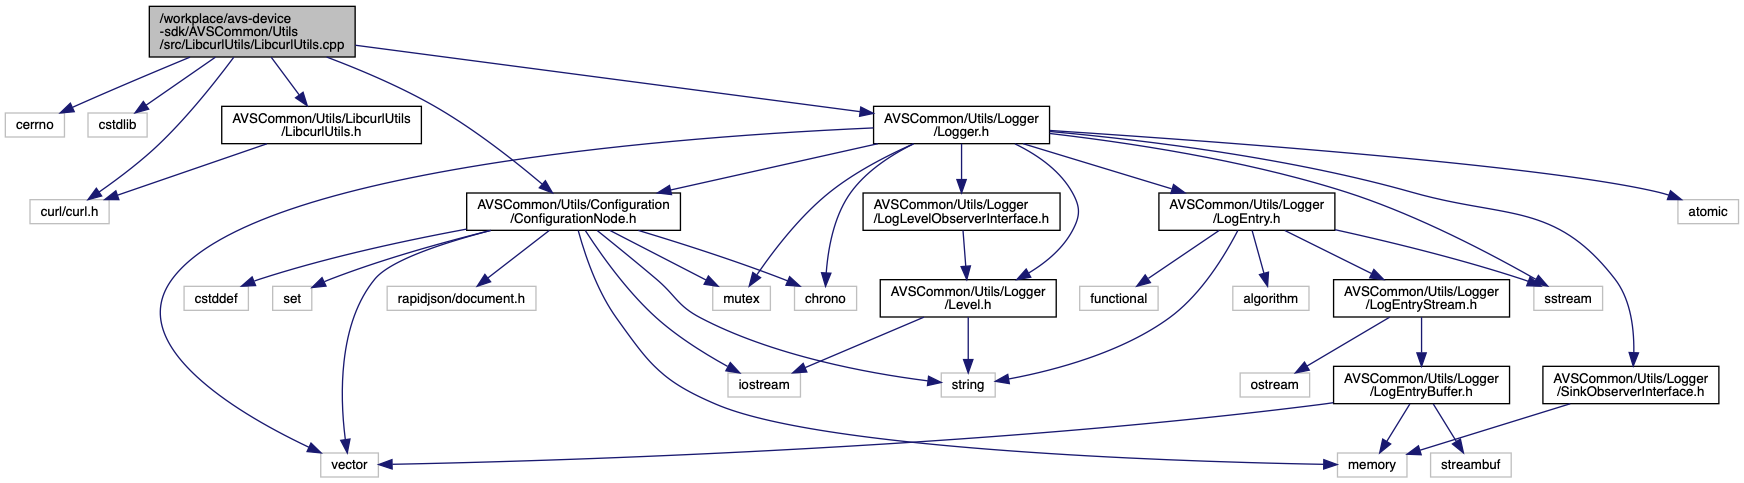 /workplace/avs-device
-sdk/AVSCommon/Utils
/src/LibcurlUtils/LibcurlUtils.cpp
cerrno
cstdlib
AVSCommon/Utils/LibcurlUtils
/LibcurlUtils.h
AVSCommon/Utils/Logger
/Logger.h
curl/curl.h
AVSCommon/Utils/Configuration
/ConfigurationNode.h
AVSCommon/Utils/Logger
/LogLevelObserverInterface.h
AVSCommon/Utils/Logger
/LogEntry.h
atomic
cstddef
set
rapidjson/document.h
mutex
chrono
AVSCommon/Utils/Logger
/Level.h
functional
algorithm
AVSCommon/Utils/Logger
/LogEntryStream.h
sstream
iostream
string
ostream
AVSCommon/Utils/Logger
/LogEntryBuffer.h
AVSCommon/Utils/Logger
/SinkObserverInterface.h
vector
memory
streambuf